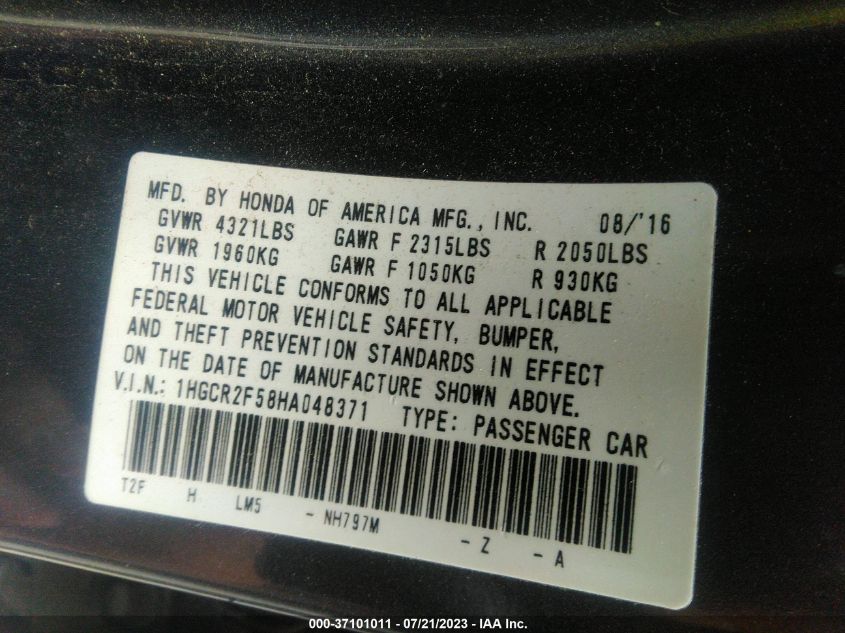 MFD. BY HONDA OF AMERICA MFG., INC. 08/'16
GVWR 4321LBS GAWR F 2315LBS R 2050LBS
GVWR 1960KG GAWR F 1050KG R 930KG
THIS VEHICLE CONFORMS TO ALL APPLICABLE
FEDERAL MOTOR VEHICLE SAFETY, BUMPER,
AND THEFT PREVENTION STANDARDS IN EFFECT
ON THE DATE OF MANUFACTURE SHOWN ABOVE.
V.I.N.: 1HGCR2F58HA048371 TYPE: PASSENGER CAR
T2F H LM5 - NH797M - Z - A
000-37101011 - 07/21/2023 - IAA Inc.